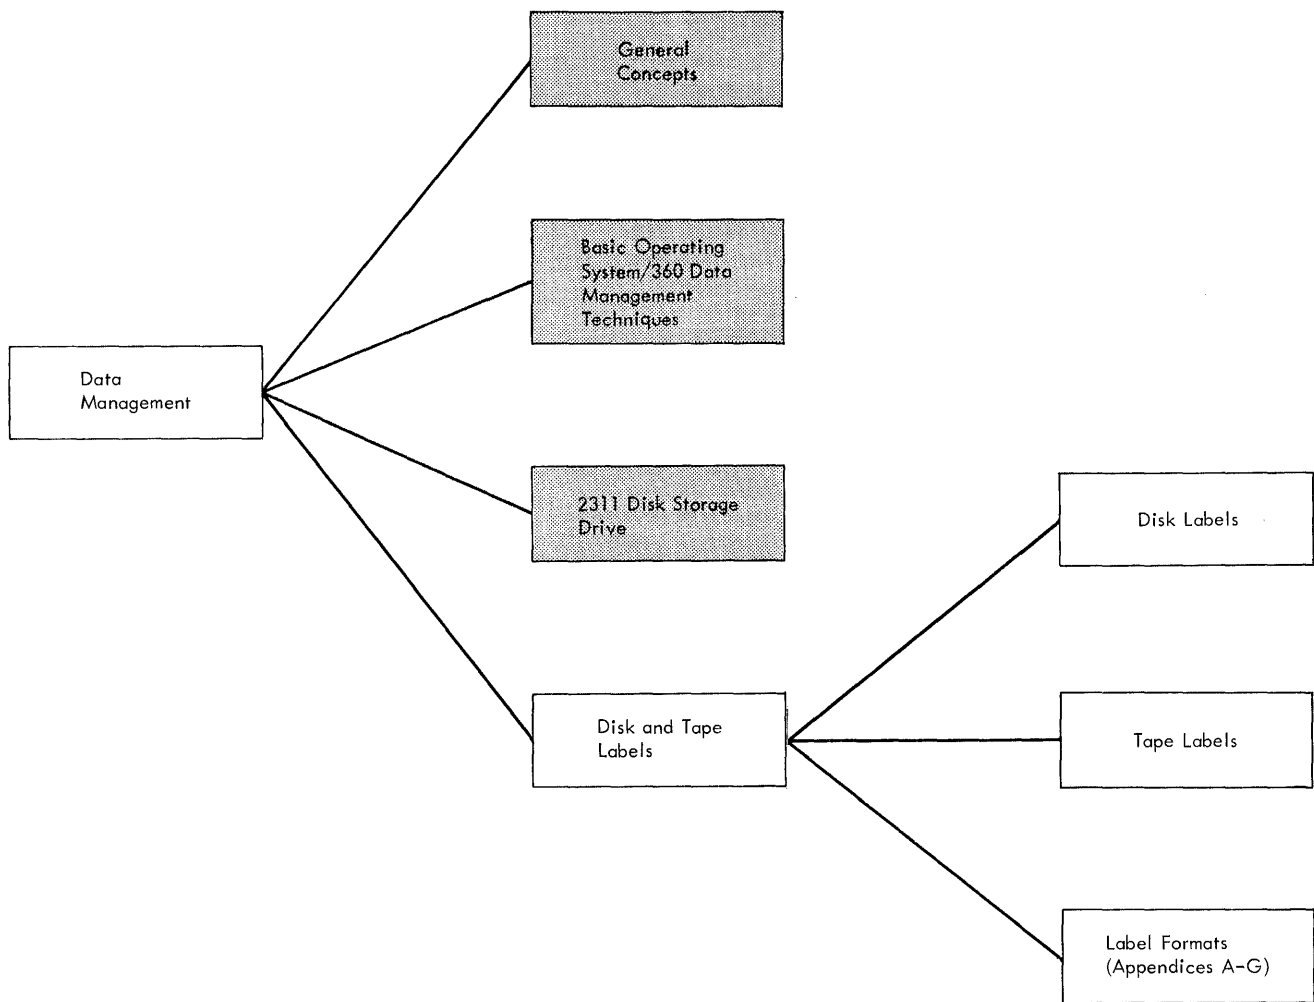 General
Concepts
Basic Operating
System/360 Data
Management
Techniques
Data
Management
2311 Disk Storage
Drive
Disk Labels
Disk and Tape
Labels
Tape Labels
Label Formats
(Appendices A-G)